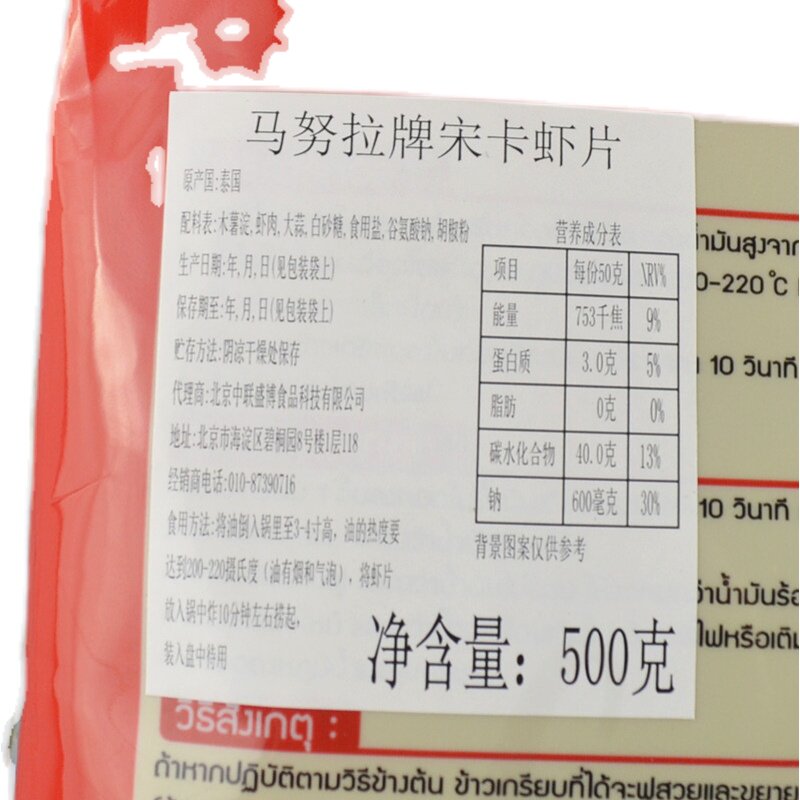 马努拉牌宋卡虾片
原产国:泰国
配料表:木薯淀,虾肉,大蒜,白砂糖,食用盐,谷氨酸钠,胡椒粉
生产日期:年,月,日(见包装袋上)
保存期至:年,月,日(见包装袋上)
贮存方法:阴凉干燥处保存
代理商:北京中联盛博食品科技有限公司
地址:北京市海淀区碧桐园8号楼1层118
经销商电话:010-87390716
食用方法:将油倒入锅里至3-4寸高，油的热度要
达到200-220摄氏度（油有烟和气泡），将虾片
放入锅中炸10分钟左右捞起，
装入盘中待用
营养成分表
项目 每份50克 NRV%
能量 753千焦 9%
蛋白质 3.0克 5%
脂肪 0克 0%
碳水化合物 40.0克 13%
钠 600毫克 30%
背景图案仅供参考
净含量：500克
น้ำมันสูงจาก
0-220°C
10 วินาที
10 วินาที
ว่าน้ำมันร้อ
ไฟหรือเติม
วิธีสังเกตุ :
ถ้าหากปฏิบัติตามวิธีข้างต้น ข้าวเกรียบที่ได้จะฟูสวยและขยาย